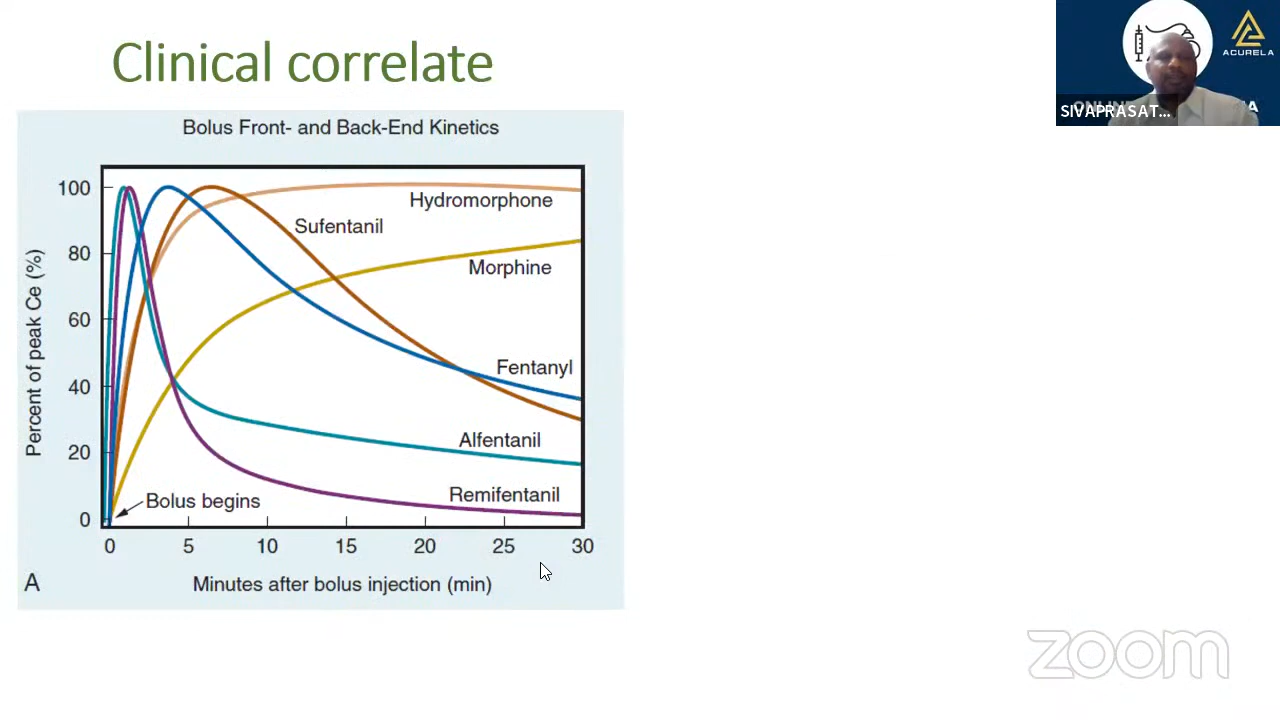 Clinical correlate
ACURELA
SIVAPRASAT...
Bolus Front- and Back-End Kinetics
Percent of peak Ce (%)
100
80
60
40
20
0
Hydromorphone
Sufentanil
Morphine
Fentanyl
Alfentanil
Remifentanil
Bolus begins
0 5 10 15 20 25 30
A
Minutes after bolus injection (min)
zoom